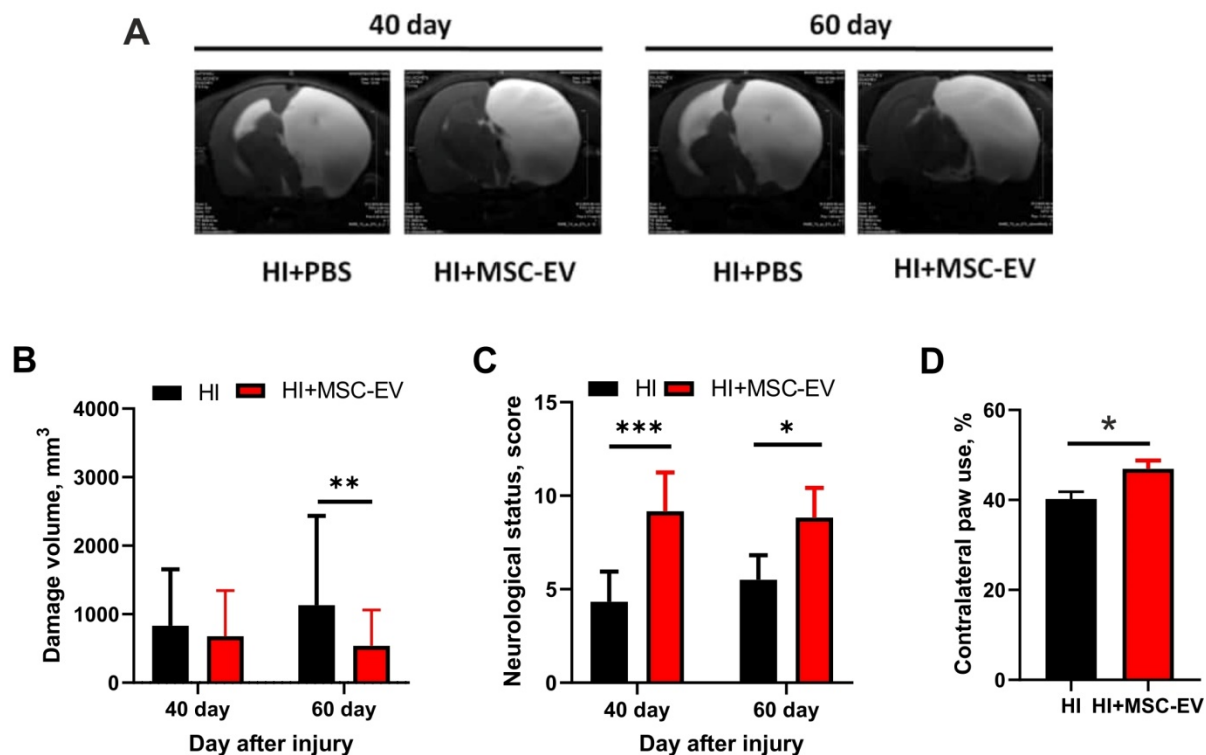 A
40 day
60 day
HI+PBS
HI+MSC-EV
HI+PBS
HI+MSC-EV
B
HI
HI+MSC-EV
Damage volume, mm³
4000
3000
2000
1000
0
**
40 day
60 day
Day after injury
C
HI
HI+MSC-EV
Neurological status, score
15
10
5
0
***
*
40 day
60 day
Day after injury
D
Contralateral paw use, %
60
40
20
0
*
HI
HI+MSC-EV